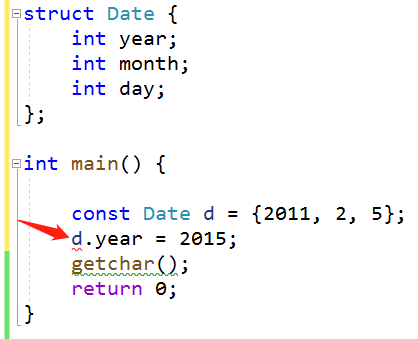 struct Date {
    int year;
    int month;
    int day;
};

int main() {

    const Date d = {2011, 2, 5};
    d.year = 2015;
    getchar();
    return 0;
}